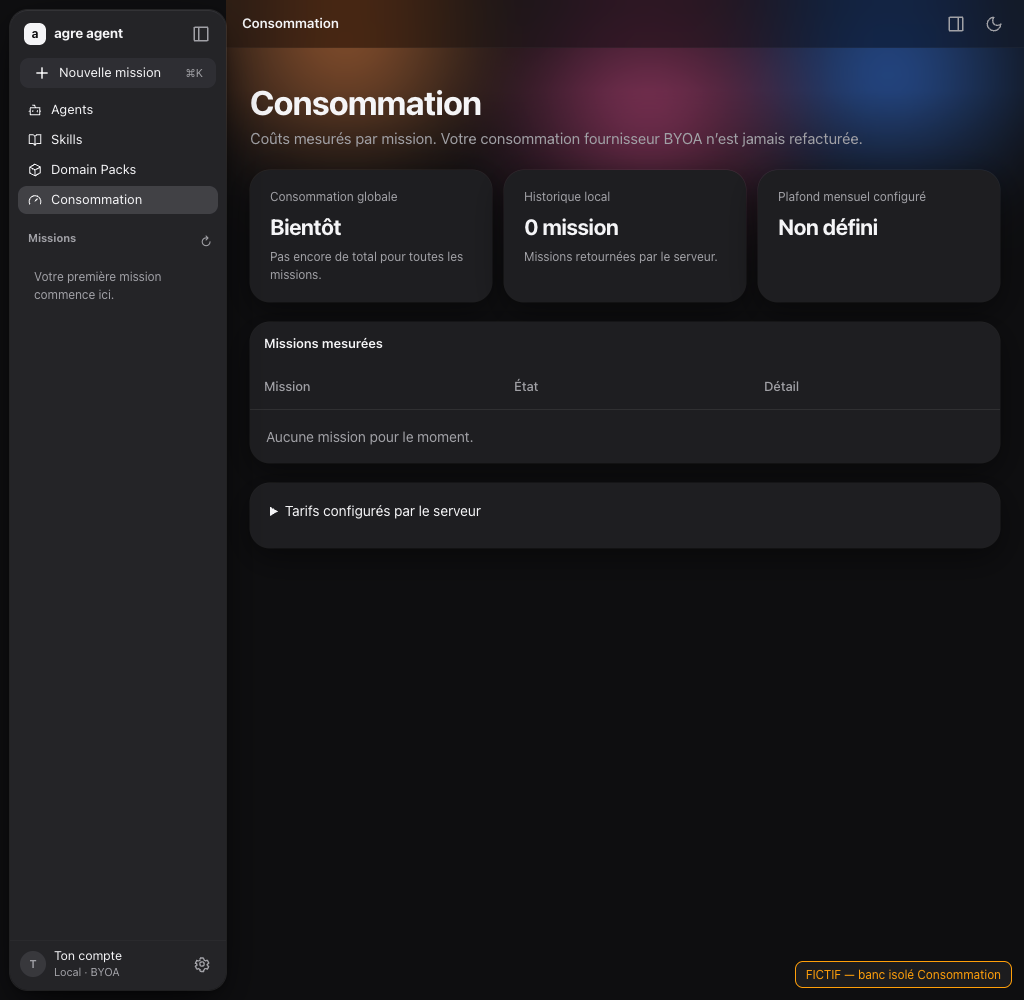 a agre agent
Nouvelle mission ⌘K
Agents
Skills
Domain Packs
Consommation
Missions
Votre première mission
commence ici.
Ton compte
T
Local · BYOA
Consommation
Consommation
Coûts mesurés par mission. Votre consommation fournisseur BYOA n’est jamais refacturée.
Consommation globale
Bientôt
Pas encore de total pour toutes les
missions.
Historique local
0 mission
Missions retournées par le serveur.
Plafond mensuel configuré
Non défini
Missions mesurées
Mission État Détail
Aucune mission pour le moment.
Tarifs configurés par le serveur
FICTIF — banc isolé Consommation